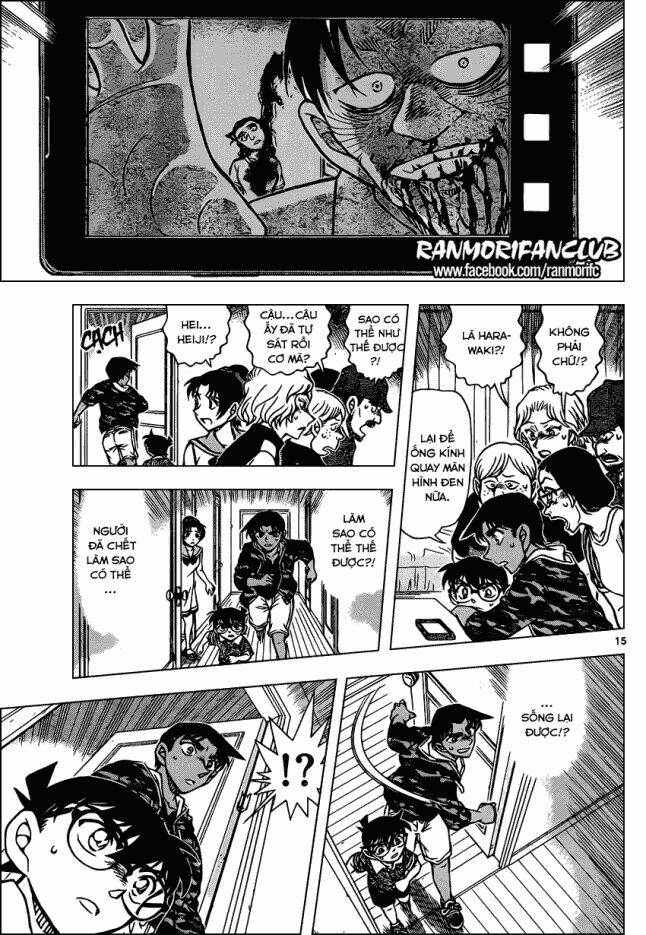 RANMORIFANCLUB
www.facebook.com/ranmorifc
KHÔNG
PHẢI
CHỨ?!
LÀ HARA-
WAKI?!
SAO CÓ
THỂ NHƯ
THẾ ĐƯỢC
?!
CẬU...CẬU
ẤY ĐÃ TỰ
SÁT RỒI
CƠ MÀ?
HEI...
HEIJI!?
CẠCH
LẠI ĐỂ
ỐNG KÍNH
QUAY MÀN
HÌNH ĐEN
NỮA.
LÀM
SAO CÓ
THỂ THẾ
ĐƯỢC?!
NGƯỜI
ĐÃ CHẾT
LÀM SAO
CÓ THỂ
...
15
...
SỐNG LẠI
ĐƯỢC!?
!?